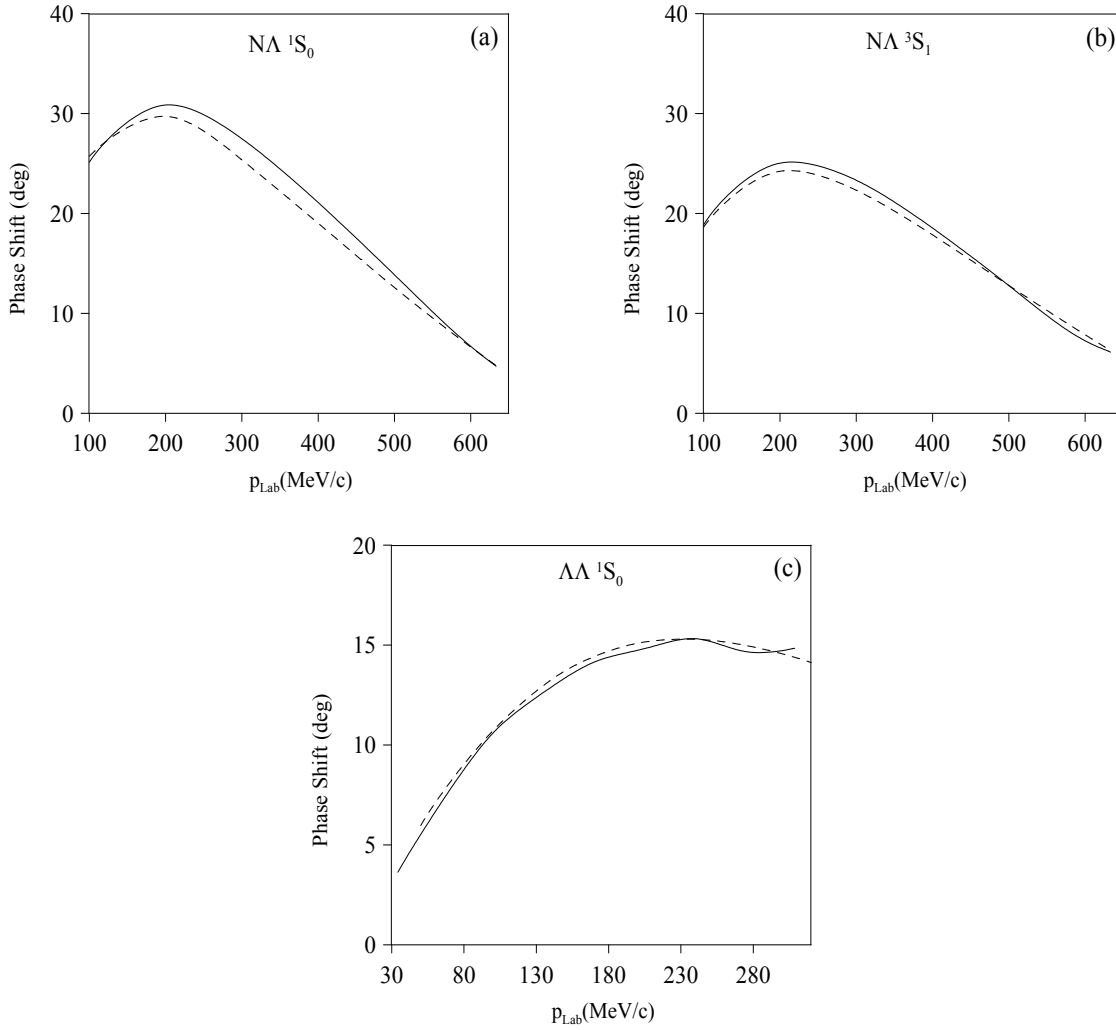 NΛ ¹S₀
(a)
Phase Shift (deg)
40
30
20
10
0
100 200 300 400 500 600
p_Lab(MeV/c)
NΛ ³S₁
(b)
Phase Shift (deg)
40
30
20
10
0
100 200 300 400 500 600
p_Lab(MeV/c)
ΛΛ ¹S₀
(c)
Phase Shift (deg)
20
15
10
5
0
30 80 130 180 230 280
p_Lab(MeV/c)